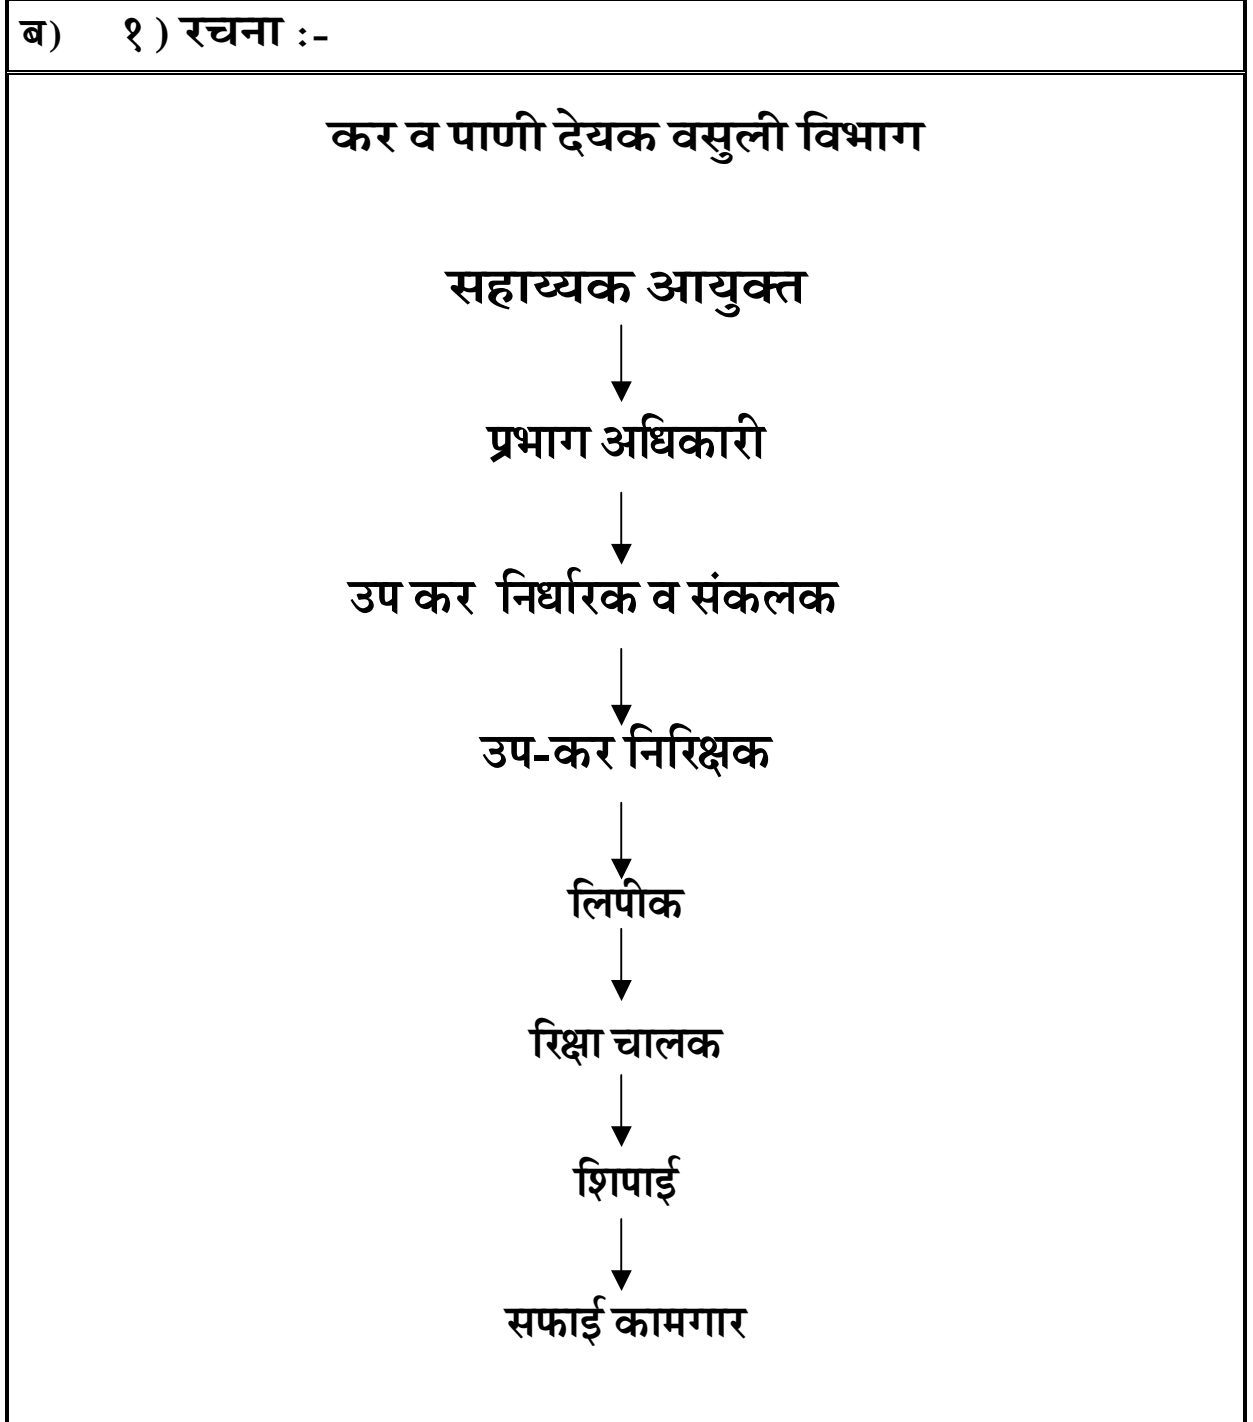 ब) १ ) रचना :-
कर व पाणी देयक वसुली विभाग
सहाय्यक आयुक्त
प्रभाग अधिकारी
उप कर निर्धारक व संकलक
उप-कर निरिक्षक
लिपीक
रिक्षा चालक
शिपाई
सफाई कामगार